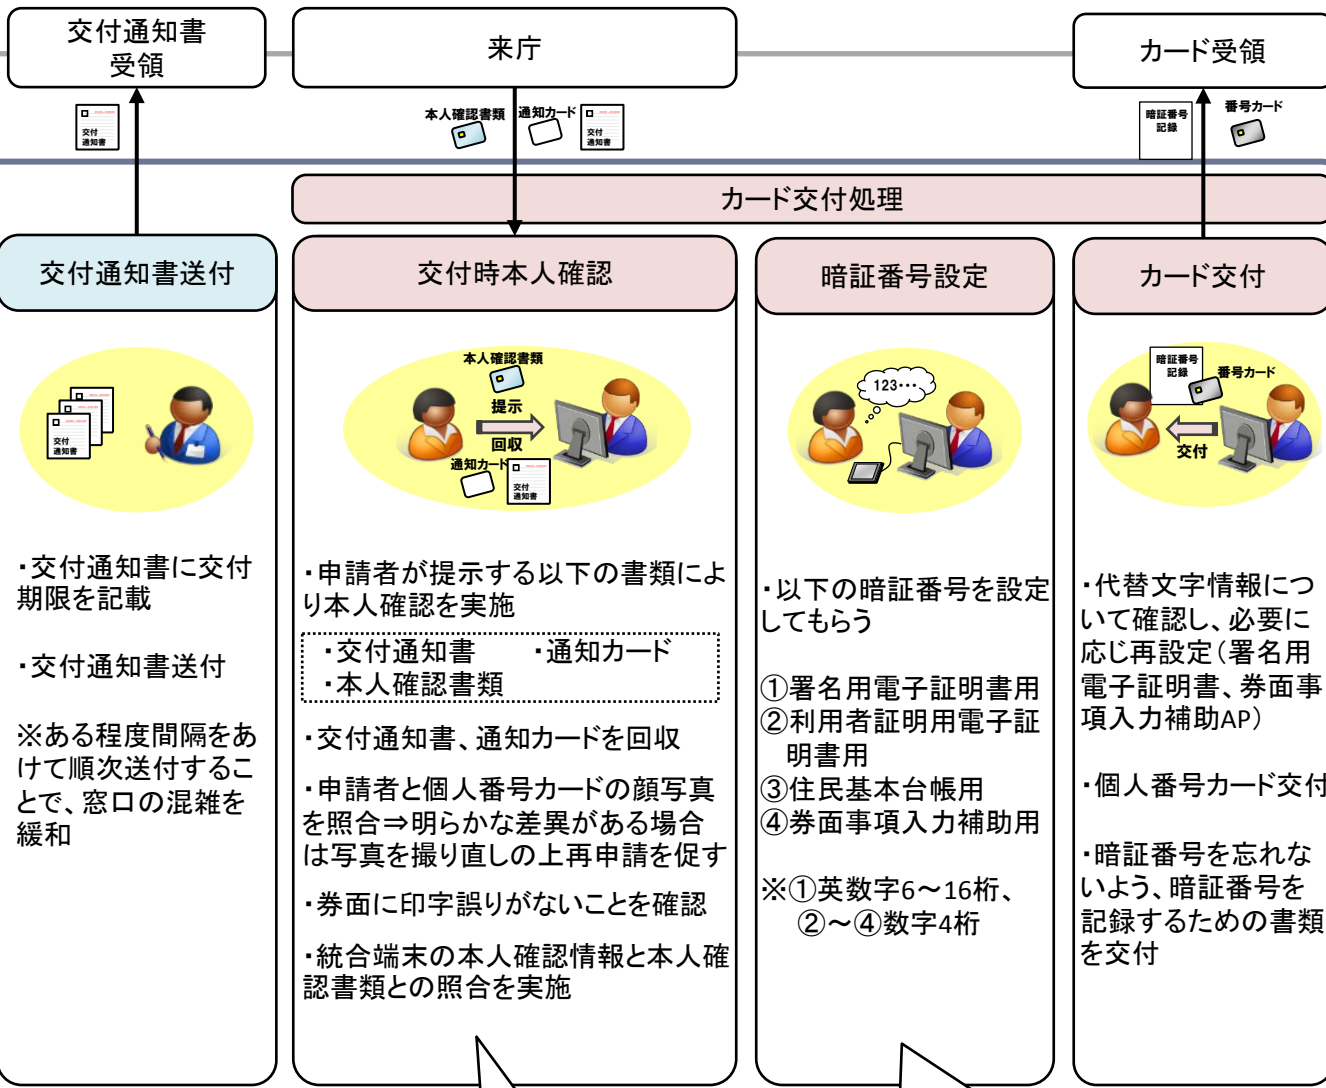 交付通知書
受領
来庁
カード受領
交付
通知書
本人確認書類
通知カード
交付
通知書
暗証番号
記録
番号カード
カード交付処理
交付通知書送付
交付時本人確認
暗証番号設定
カード交付
交付
通知書
・交付通知書に交付
期限を記載
・交付通知書送付
※ある程度間隔をあ
けて順次送付するこ
とで、窓口の混雑を
緩和
本人確認書類
提示
回収
通知カード
交付
通知書
・申請者が提示する以下の書類によ
り本人確認を実施
・交付通知書　　・通知カード
・本人確認書類
・交付通知書、通知カードを回収
・申請者と個人番号カードの顔写真
を照合⇒明らかな差異がある場合
は写真を撮り直しの上再申請を促す
・券面に印字誤りがないことを確認
・統合端末の本人確認情報と本人確
認書類との照合を実施
123・・・
・以下の暗証番号を設定
してもらう
①署名用電子証明書用
②利用者証明用電子証
明書用
③住民基本台帳用
④券面事項入力補助用
※①英数字6～16桁、
②～④数字4桁
暗証番号
記録
番号カード
交付
・代替文字情報につ
いて確認し、必要に
応じ再設定（署名用
電子証明書、券面事
項入力補助AP）
・個人番号カード交付
・暗証番号を忘れな
いよう、暗証番号を
記録するための書類
を交付